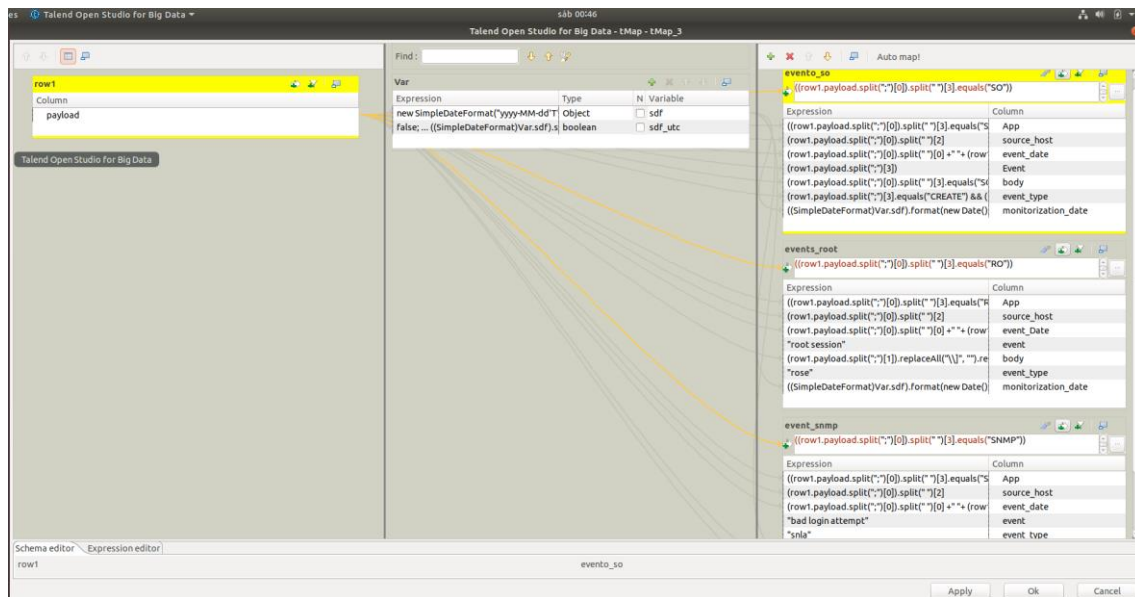 es Talend Open Studio for Big Data sáb 00:46
Talend Open Studio for Big Data - tMap - tMap_3
row1
Column
payload
Talend Open Studio for Big Data
Find :
Var
Expression Type N Variable
new SimpleDateFormat("yyyy-MM-dd'T' Object sdf
false; ... ((SimpleDateFormat)Var.sdf).s boolean sdf_utc
Auto map!
evento_so
((row1.payload.split(";")[0]).split(" ")[3].equals("SO"))
Expression Column
((row1.payload.split(";")[0]).split(" ")[3].equals("S App
(row1.payload.split(";")[0]).split(" ")[2] source_host
(row1.payload.split(";")[0]).split(" ")[0] +" "+ (row event_date
(row1.payload.split(";")[3]) Event
(row1.payload.split(";")[0]).split(" ")[3].equals("S body
(row1.payload.split(";")[3].equals("CREATE") && ( event_type
((SimpleDateFormat)Var.sdf).format(new Date() monitorization_date
events_root
((row1.payload.split(";")[0]).split(" ")[3].equals("RO"))
Expression Column
((row1.payload.split(";")[0]).split(" ")[3].equals("R App
(row1.payload.split(";")[0]).split(" ")[2] source_host
(row1.payload.split(";")[0]).split(" ")[0] +" "+ (row event_Date
"root session" event
(row1.payload.split(";")[1]).replaceAll("\\]", "").re body
"rose" event_type
((SimpleDateFormat)Var.sdf).format(new Date() monitorization_date
event_snmp
((row1.payload.split(";")[0]).split(" ")[3].equals("SNMP"))
Expression Column
((row1.payload.split(";")[0]).split(" ")[3].equals("S App
(row1.payload.split(";")[0]).split(" ")[2] source_host
(row1.payload.split(";")[0]).split(" ")[0] +" "+ (row event_date
"bad login attempt" event
"snla" event_type
Schema editor Expression editor
row1 evento_so
Apply Ok Cancel